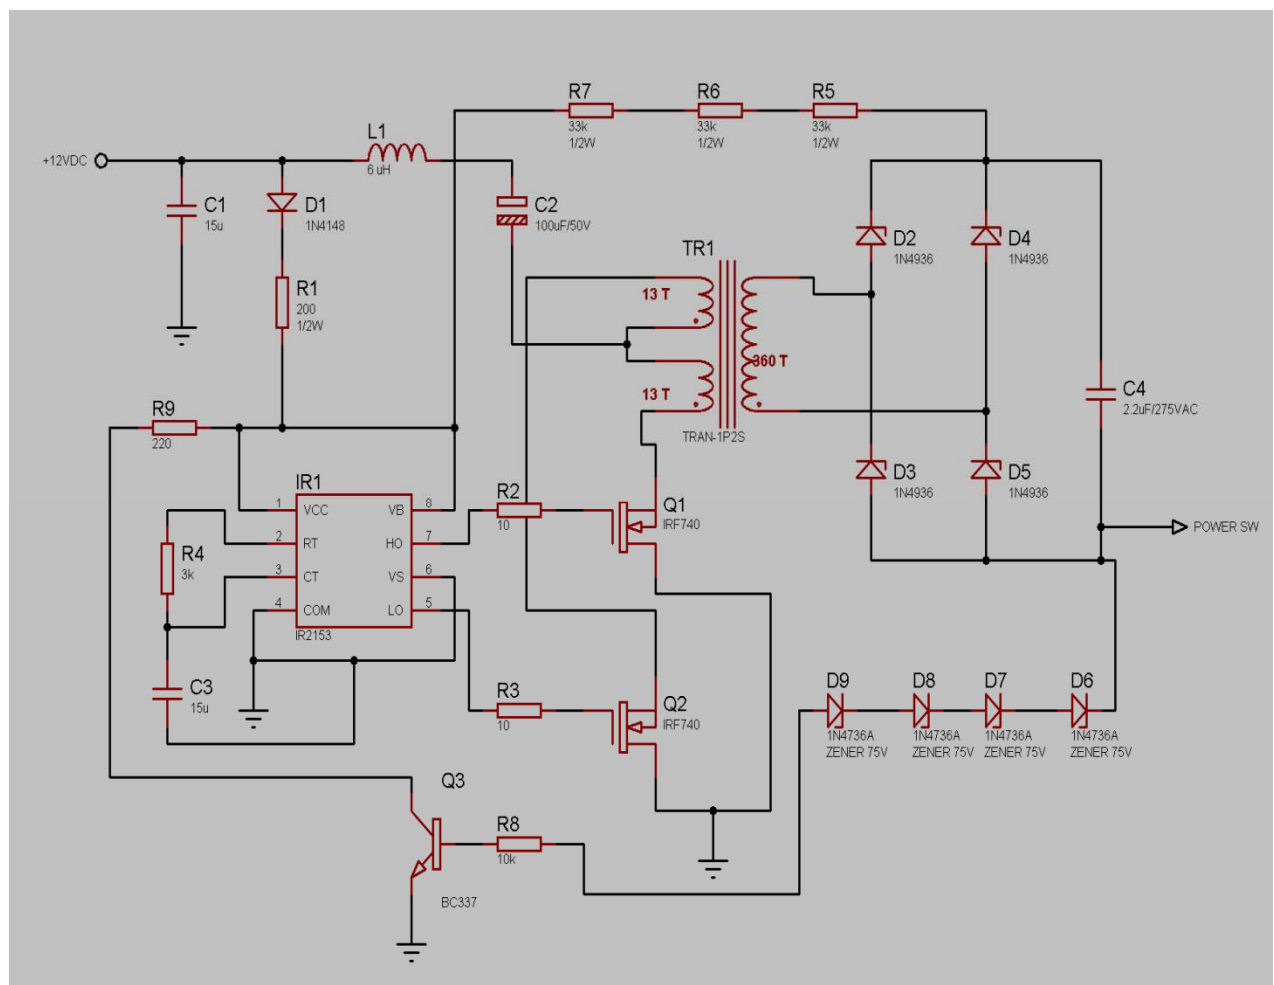 R7
33k
1/2W
R6
33k
1/2W
R5
33k
1/2W
+12VDC
L1
6 uH
C1
15u
D1
1N4148
C2
100uF/50V
R1
200
1/2W
TR1
13 T
13 T
360 T
TRAN-1P2S
D2
1N4936
D4
1N4936
C4
2.2uF/275VAC
R9
220
D3
1N4936
D5
1N4936
IR1
1 VCC VB 8
2 RT HO 7
3 CT VS 6
4 COM LO 5
IR2153
R2
10
Q1
IRF740
POWER SW
R4
3k
C3
15u
R3
10
Q2
IRF740
D9
1N4736A
ZENER 75V
D8
1N4736A
ZENER 75V
D7
1N4736A
ZENER 75V
D6
1N4736A
ZENER 75V
Q3
BC337
R8
10k